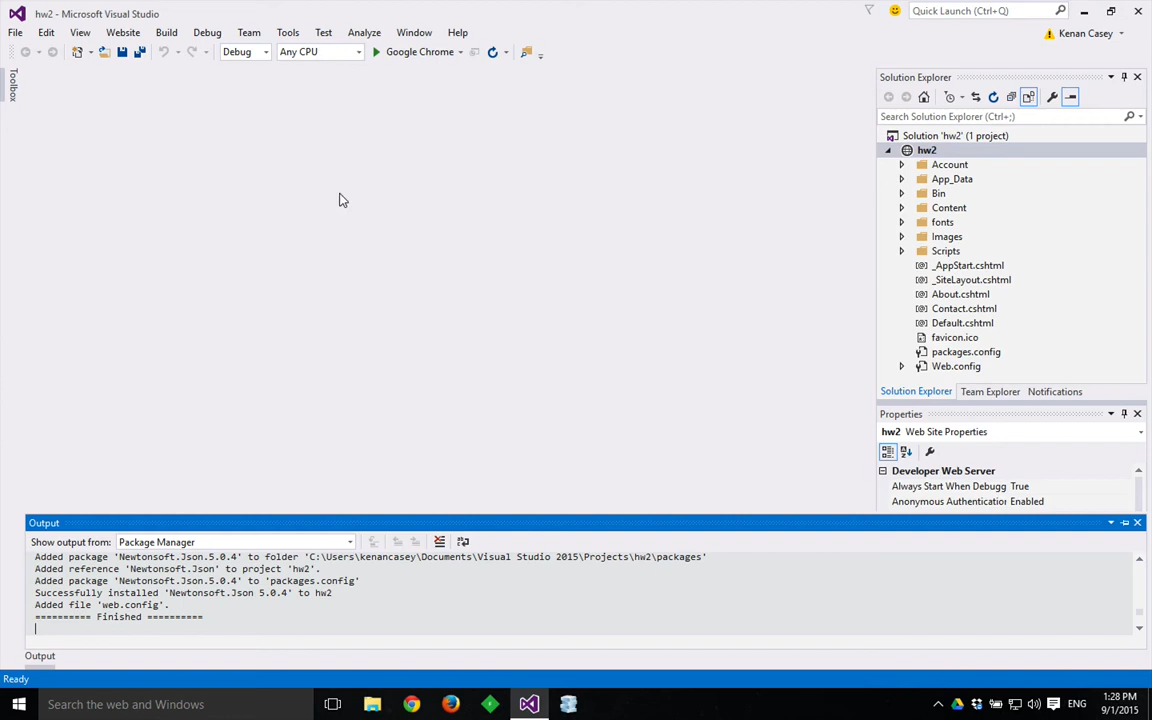 hw2 - Microsoft Visual Studio
Quick Launch (Ctrl+Q)
File Edit View Website Build Debug Team Tools Test Analyze Window Help
Kenan Casey
Debug Any CPU Google Chrome
Toolbox
Solution Explorer
Search Solution Explorer (Ctrl+;)
Solution 'hw2' (1 project)
hw2
Account
App_Data
Bin
Content
fonts
Images
Scripts
_AppStart.cshtml
_SiteLayout.cshtml
About.cshtml
Contact.cshtml
Default.cshtml
favicon.ico
packages.config
Web.config
Solution Explorer Team Explorer Notifications
Properties
hw2 Web Site Properties
Developer Web Server
Always Start When Debugg True
Anonymous Authentication Enabled
Output
Show output from: Package Manager
Added package 'Newtonsoft.Json.5.0.4' to folder 'C:\Users\kenancasey\Documents\Visual Studio 2015\Projects\hw2\packages'
Added reference 'Newtonsoft.Json' to project 'hw2'.
Added package 'Newtonsoft.Json.5.0.4' to 'packages.config'
Successfully installed 'Newtonsoft.Json 5.0.4' to hw2
Added file 'web.config'.
========== Finished ==========
Output
Ready
Search the web and Windows
ENG
1:28 PM
9/1/2015